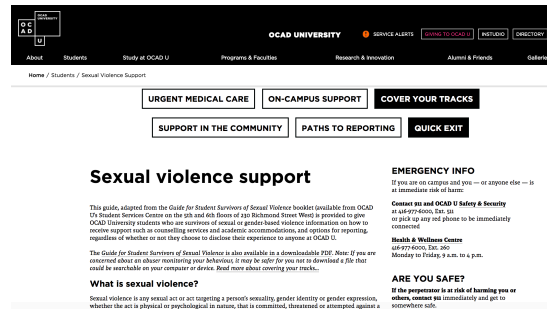 OCAD
UNIVERSITY
OC
AD
U
OCAD UNIVERSITY
SERVICE ALERTS
GIVING TO OCAD U
INSTUDIO
DIRECTORY
About Students Study at OCAD U Programs & Faculties Research & Innovation Alumni & Friends Gallerie
Home / Students / Sexual Violence Support
URGENT MEDICAL CARE
ON-CAMPUS SUPPORT
COVER YOUR TRACKS
SUPPORT IN THE COMMUNITY
PATHS TO REPORTING
QUICK EXIT
Sexual violence support
This guide, adapted from the Guide for Student Survivors of Sexual Violence booklet (available from OCAD
U's Student Services Centre on the 5th and 6th floors of 230 Richmond Street West) is provided to give
OCAD University students who are survivors of sexual or gender-based violence information on how to
receive support such as counselling services and academic accommodations, and options for reporting,
regardless of whether or not they choose to disclose their experience to anyone at OCAD U.
The Guide for Student Survivors of Sexual Violence is also available in a downloadable PDF. Note: If you are
concerned about an abuser monitoring your behaviour, it may be safer for you not to download a file that
could be searchable on your computer or device. Read more about covering your tracks...
What is sexual violence?
Sexual violence is any sexual act or act targeting a person's sexuality, gender identity or gender expression,
whether the act is physical or psychological in nature, that is committed, threatened or attempted against a
EMERGENCY INFO
If you are on campus and you — or anyone else — is
at immediate risk of harm:
Contact 911 and OCAD U Safety & Security
at 416-977-6000, Ext. 511
or pick up any red phone to be immediately
connected
Health & Wellness Centre
416-977-6000, Ext. 260
Monday to Friday, 9 a.m. to 4 p.m.
ARE YOU SAFE?
If the perpetrator is at risk of harming you or
others, contact 911 immediately and get to
somewhere safe.